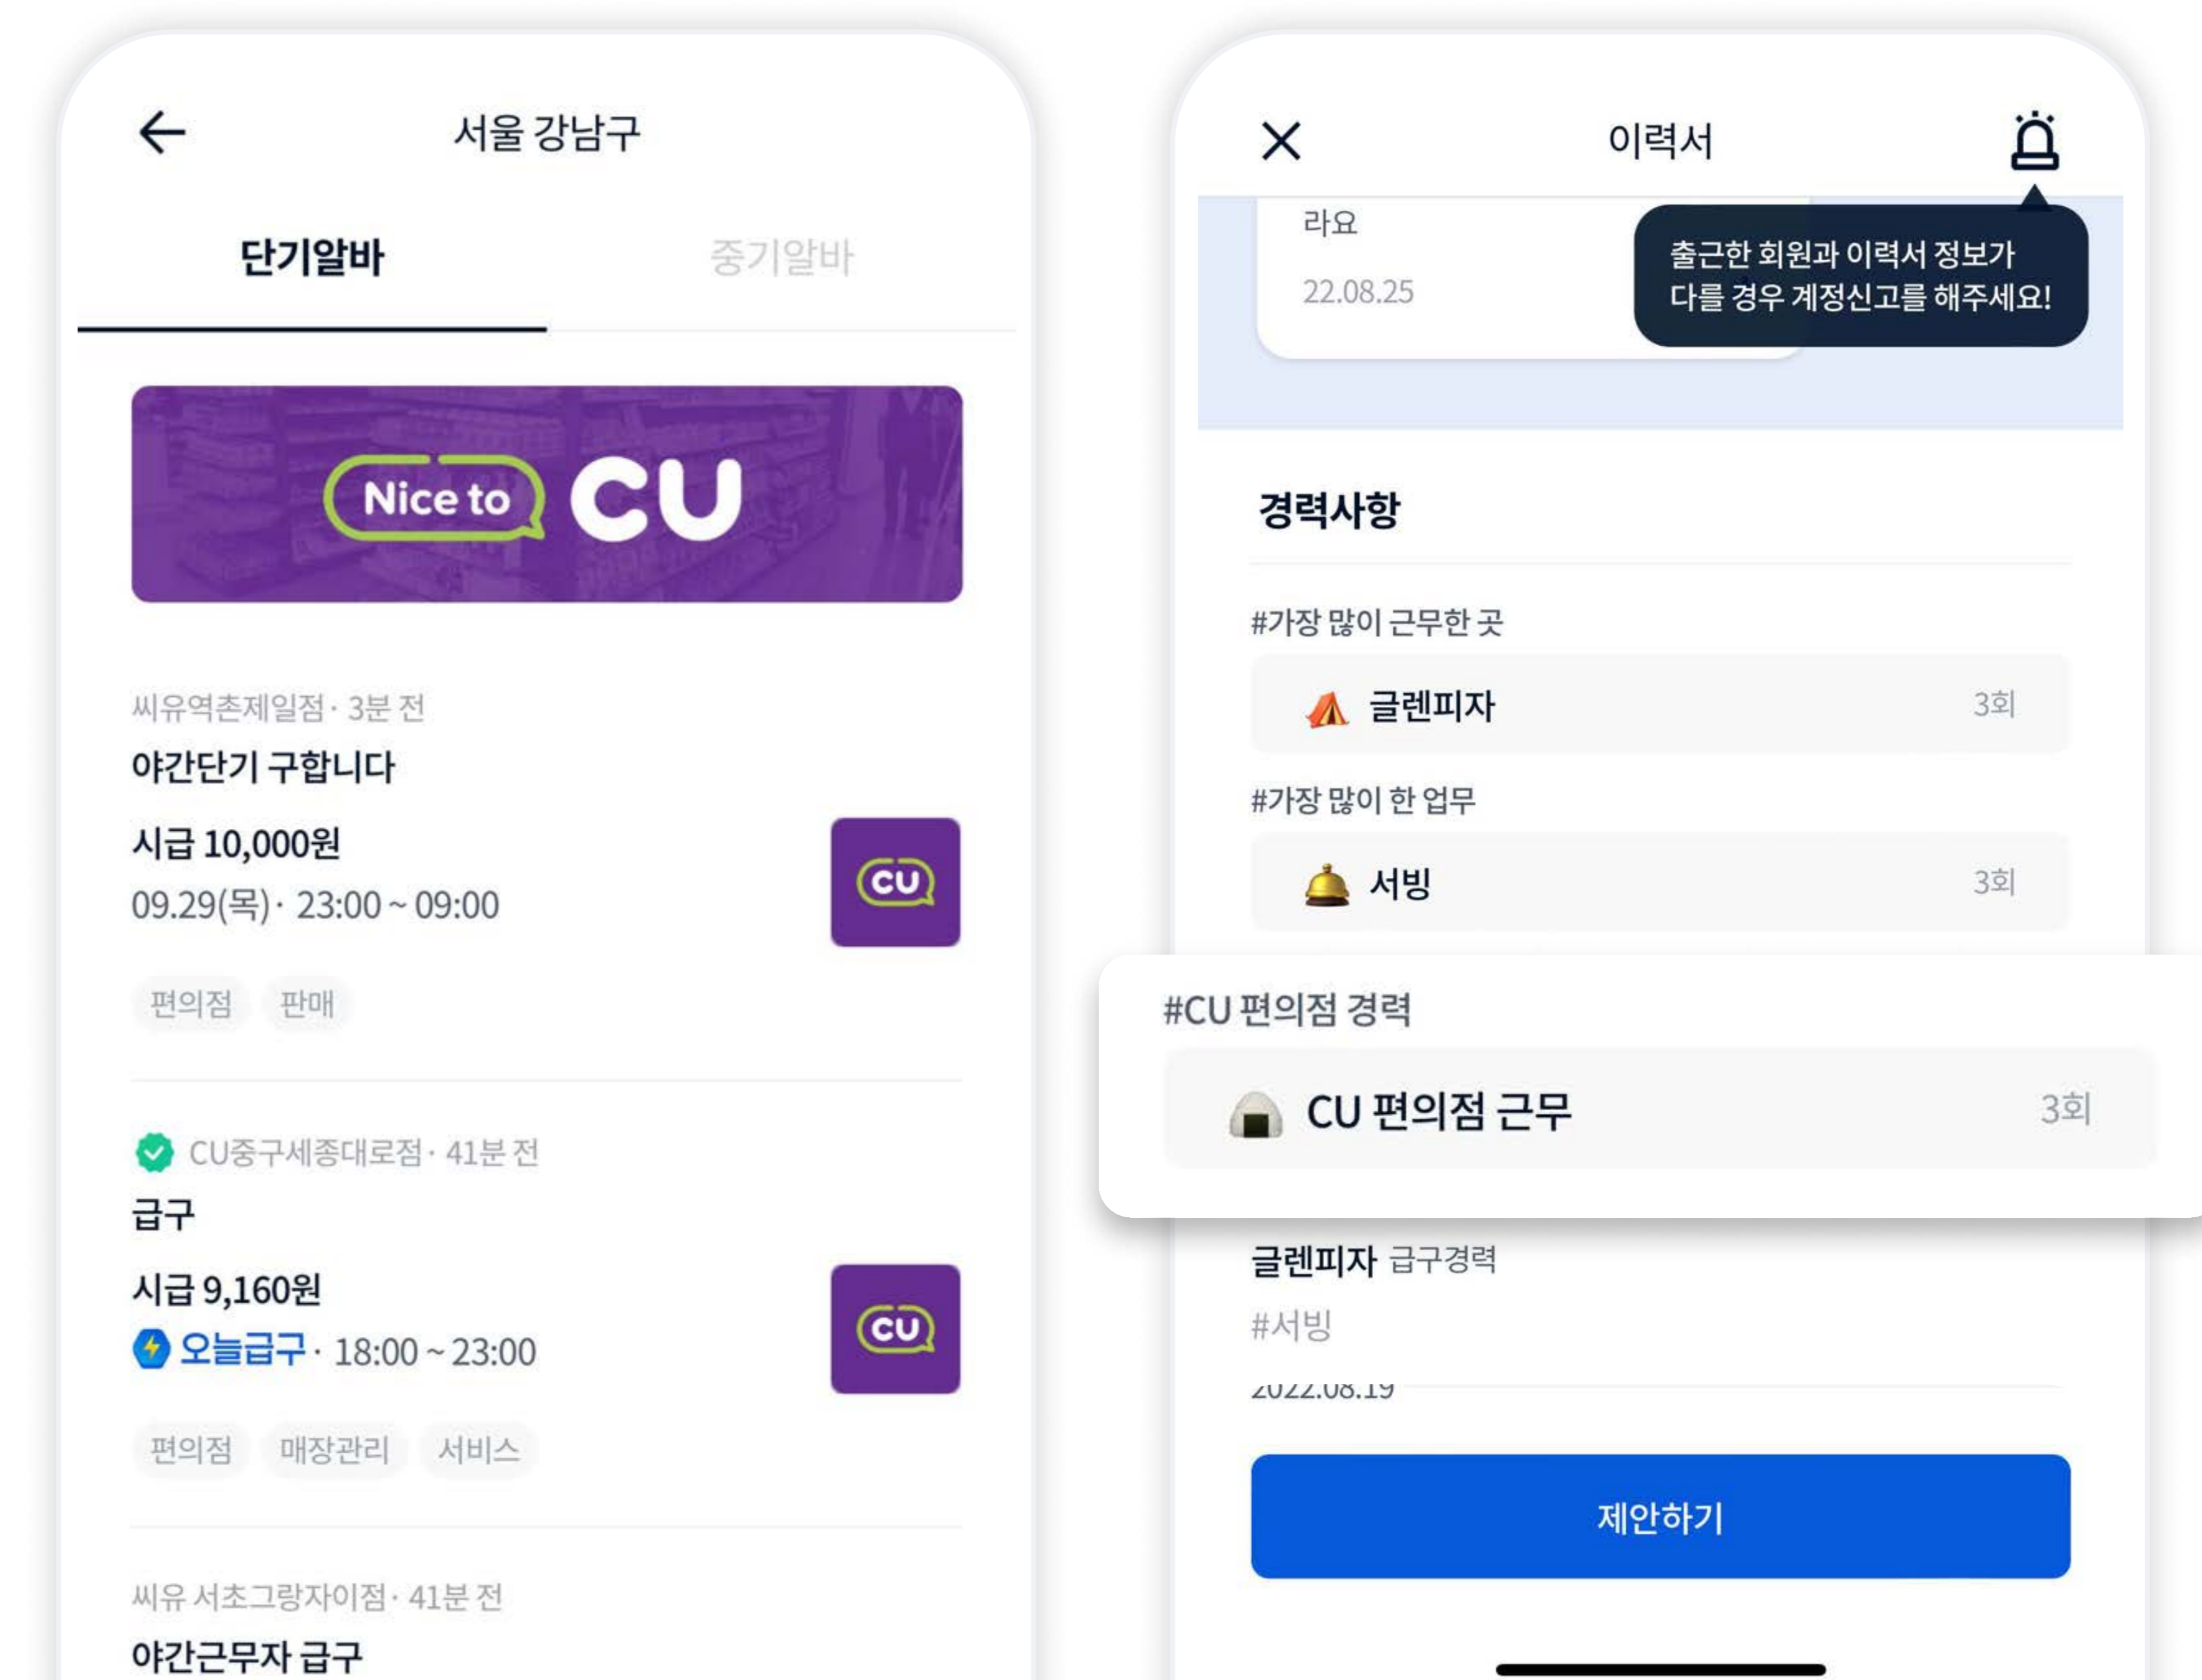 서울 강남구
단기알바
중기알바
Nice to CU
씨유역촌제일점 · 3분 전
야간단기 구합니다
시급 10,000원
09.29(목) · 23:00 ~ 09:00
CU
편의점 판매
CU중구세종대로점 · 41분 전
급구
시급 9,160원
오늘급구 · 18:00 ~ 23:00
CU
편의점 매장관리 서비스
씨유 서초그랑자이점 · 41분 전
야간근무자 급구
이력서
라요
22.08.25
출근한 회원과 이력서 정보가
다를 경우 계정신고를 해주세요!
경력사항
#가장 많이 근무한 곳
글렌피자 3회
#가장 많이 한 업무
서빙 3회
#CU 편의점 경력
CU 편의점 근무 3회
글렌피자 급구경력
#서빙
2022.08.19
제안하기